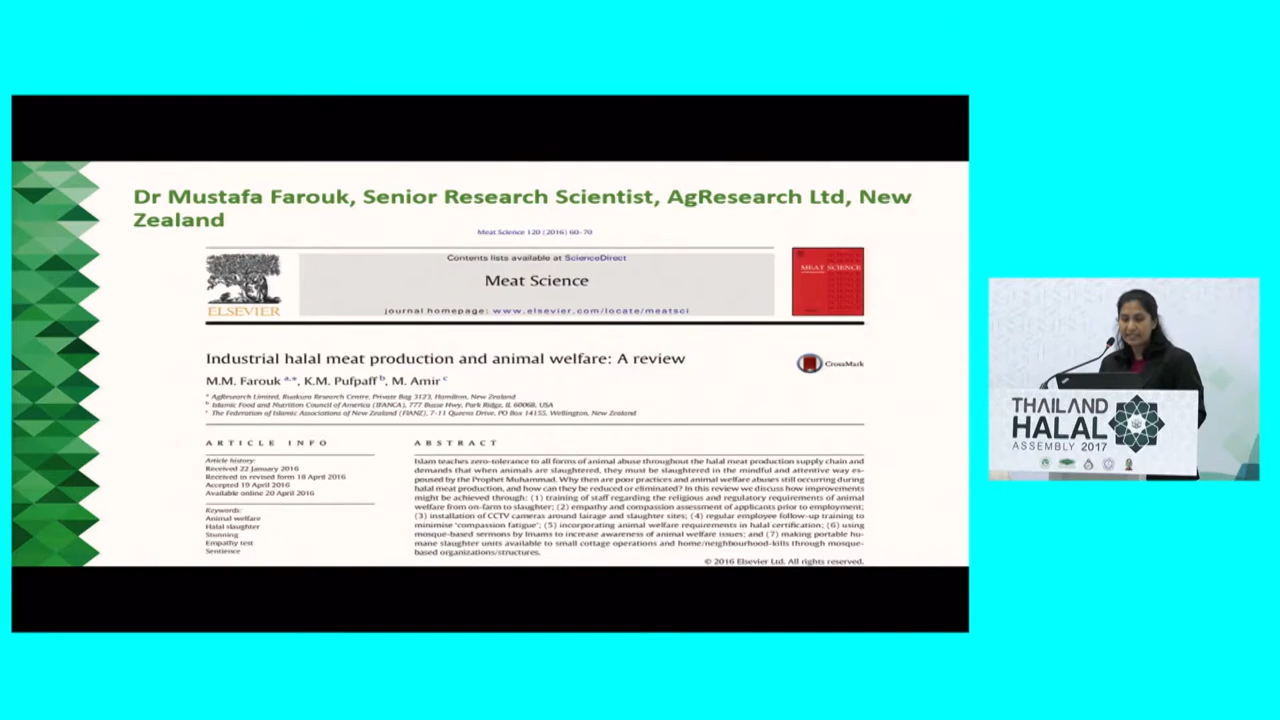 Dr Mustafa Farouk, Senior Research Scientist, AgResearch Ltd, New
Zealand
Meat Science 120 (2016) 60–70
Contents lists available at ScienceDirect
Meat Science
journal homepage: www.elsevier.com/locate/meatsci
ELSEVIER
MEAT SCIENCE
Industrial halal meat production and animal welfare: A review
CrossMark
M.M. Farouk a,*, K.M. Pufpaff b, M. Amir c
a AgResearch Limited, Ruakura Research Centre, Private Bag 3123, Hamilton, New Zealand
b Islamic Food and Nutrition Council of America (IFANCA), 777 Busse Hwy, Park Ridge, IL 60068, USA
c The Federation of Islamic Associations of New Zealand (FIANZ), 7-11 Queens Drive, PO Box 14155, Wellington, New Zealand
ARTICLE INFO
Article history:
Received 22 January 2016
Received in revised form 18 April 2016
Accepted 19 April 2016
Available online 20 April 2016
Keywords:
Animal welfare
Halal slaughter
Stunning
Empathy test
Sentience
ABSTRACT
Islam teaches zero-tolerance to all forms of animal abuse throughout the halal meat production supply chain and
demands that when animals are slaughtered, they must be slaughtered in the mindful and attentive way es-
poused by the Prophet Muhammad. Why then are poor practices and animal welfare abuses still occurring during
halal meat production, and how can they be reduced or eliminated? In this review we discuss how improvements
might be achieved through: (1) training of staff regarding the religious and regulatory requirements of animal
welfare from on-farm to slaughter; (2) empathy and compassion assessment of applicants prior to employment;
(3) installation of CCTV cameras around lairage and slaughter sites; (4) regular employee follow-up training to
minimise 'compassion fatigue'; (5) incorporating animal welfare requirements in halal certification; (6) using
mosque-based sermons by Imams to increase awareness of animal welfare issues; and (7) making portable hu-
mane slaughter units available to small cottage operations and home/neighbourhood-kills through mosque-
based organizations/structures.
© 2016 Elsevier Ltd. All rights reserved.
THAILAND
HALAL
ASSEMBLY 2017